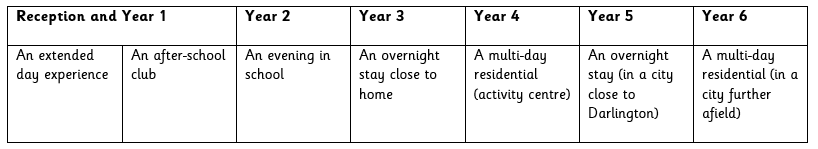 Reception and Year 1
Year 2
Year 3
Year 4
Year 5
Year 6
An extended
day experience
An after-school
club
An evening in
school
An overnight
stay close to
home
A multi-day
residential
(activity centre)
An overnight
stay (in a city
close to
Darlington)
A multi-day
residential (in a
city further
afield)